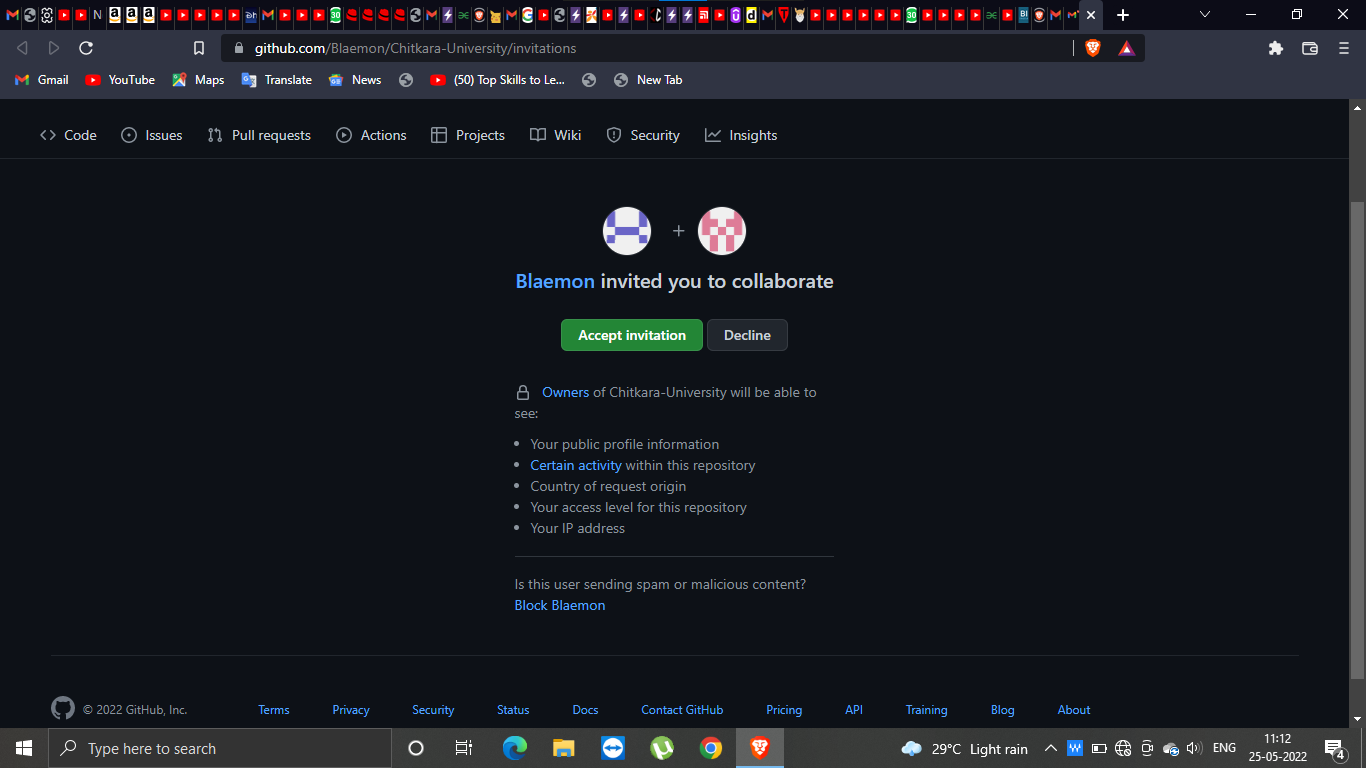 github.com/Blaemon/Chitkara-University/invitations
Gmail YouTube Maps Translate News (50) Top Skills to Le... New Tab
Code Issues Pull requests Actions Projects Wiki Security Insights
+
Blaemon invited you to collaborate
Accept invitation Decline
Owners of Chitkara-University will be able to
see:
• Your public profile information
• Certain activity within this repository
• Country of request origin
• Your access level for this repository
• Your IP address
Is this user sending spam or malicious content?
Block Blaemon
© 2022 GitHub, Inc. Terms Privacy Security Status Docs Contact GitHub Pricing API Training Blog About
Type here to search 29°C Light rain ENG 11:12
25-05-2022 4